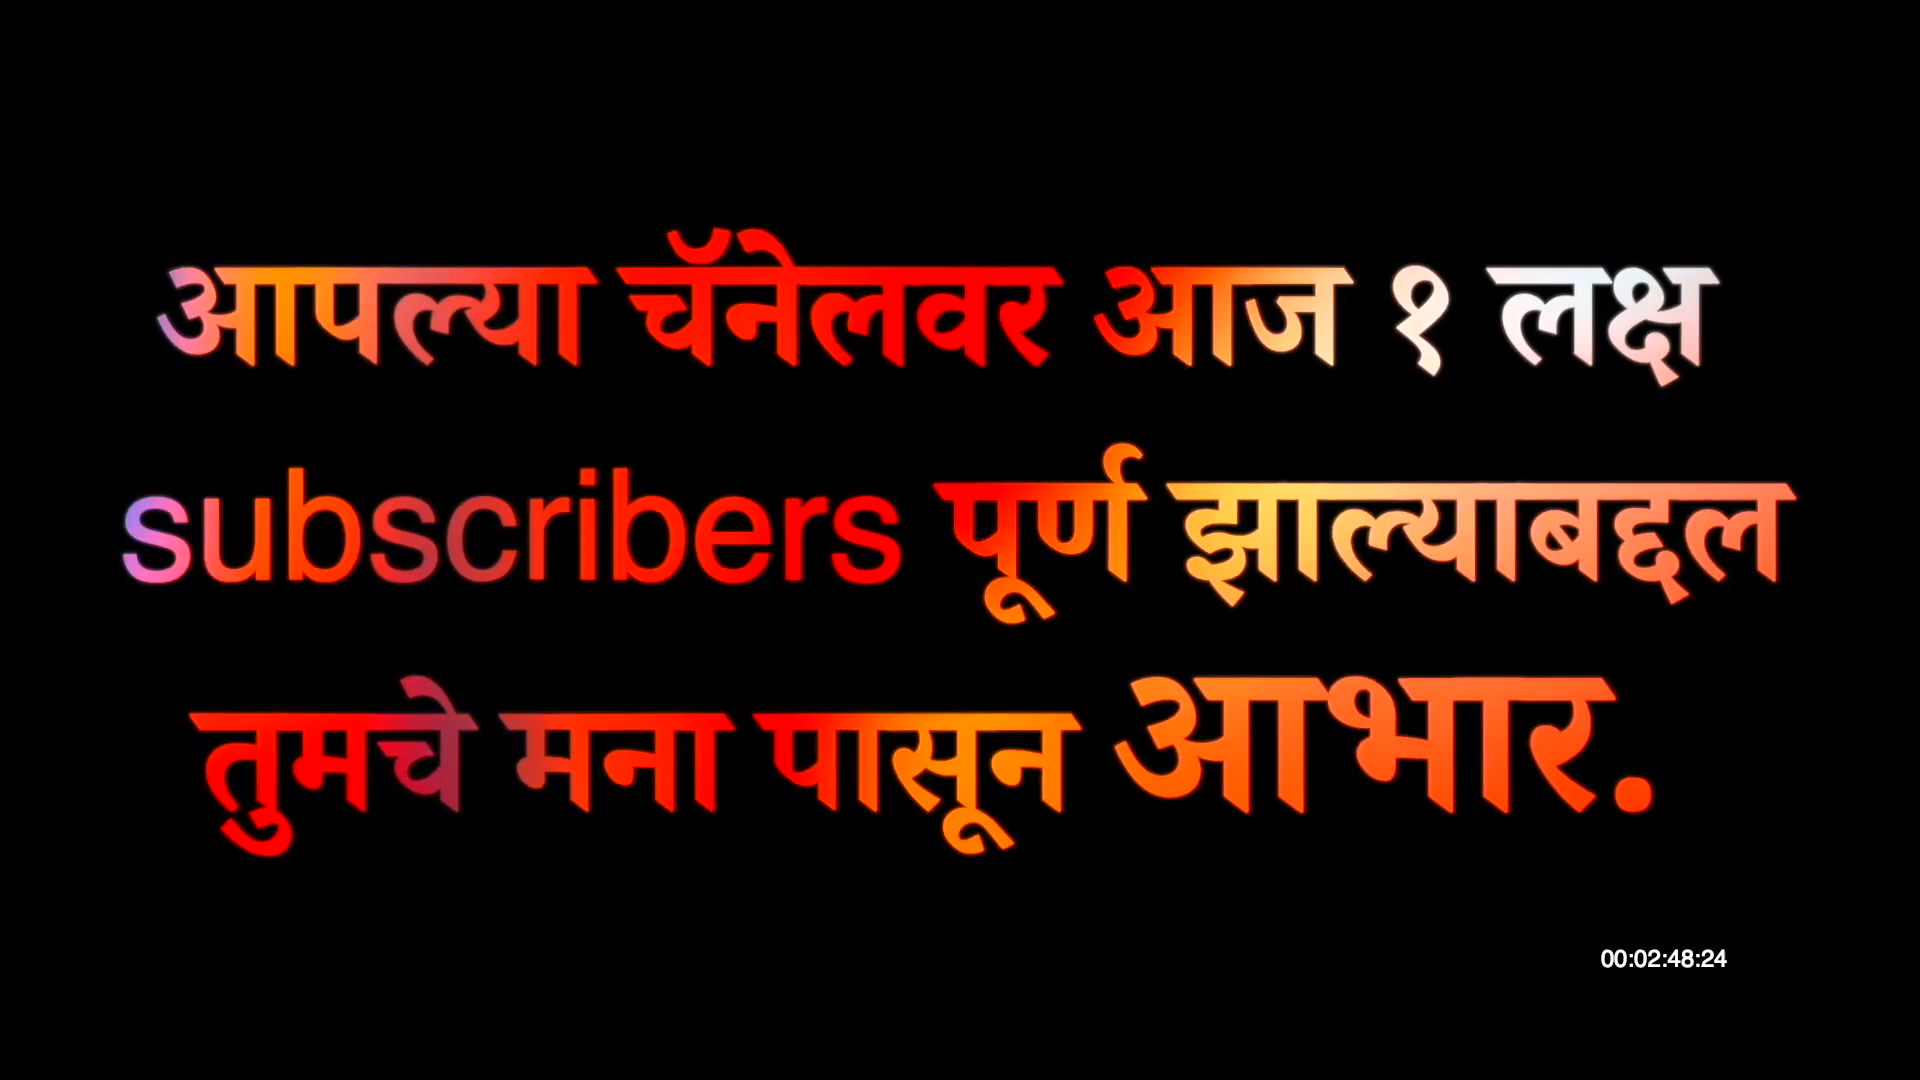 आपल्या चॅनेलवर आज १ लक्ष
subscribers पूर्ण झाल्याबद्दल
तुमचे मना पासून आभार.
00:02:48:24